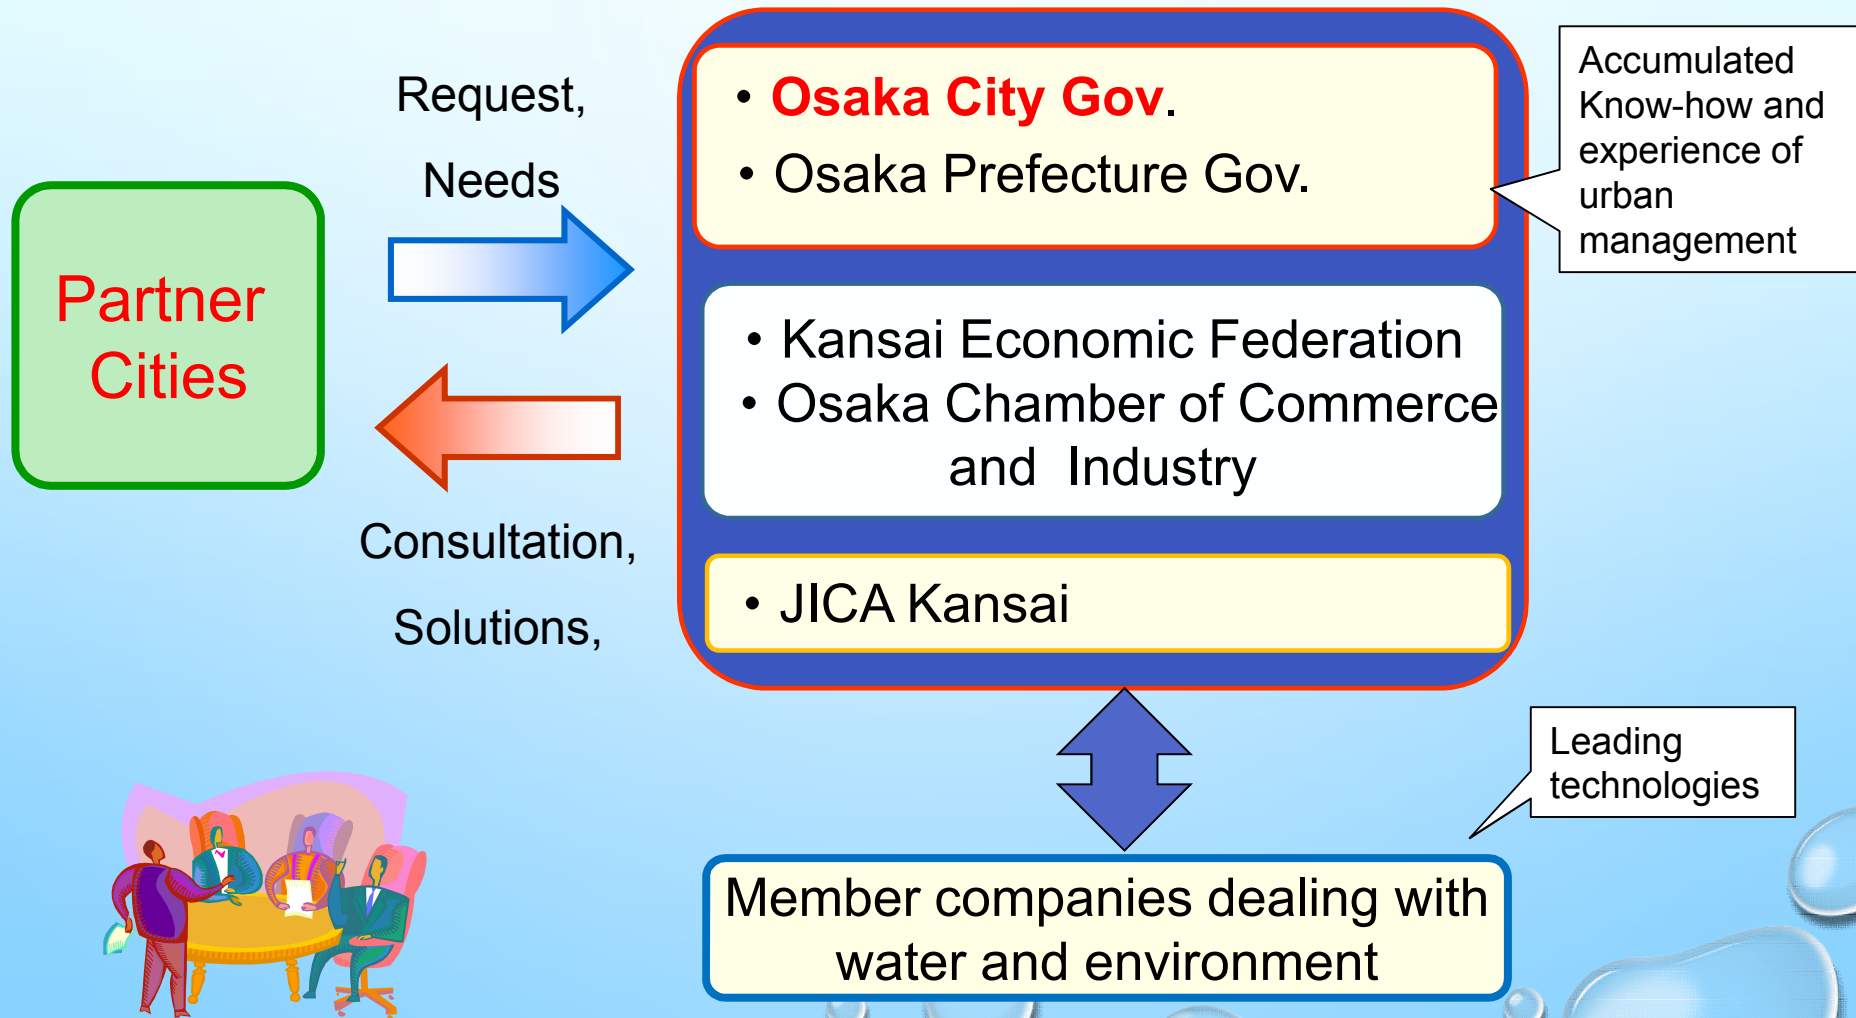 Request,
Needs
Partner
Cities
Consultation,
Solutions,
• Osaka City Gov.
• Osaka Prefecture Gov.
• Kansai Economic Federation
• Osaka Chamber of Commerce
and Industry
• JICA Kansai
Accumulated
Know-how and
experience of
urban
management
Leading
technologies
Member companies dealing with
water and environment